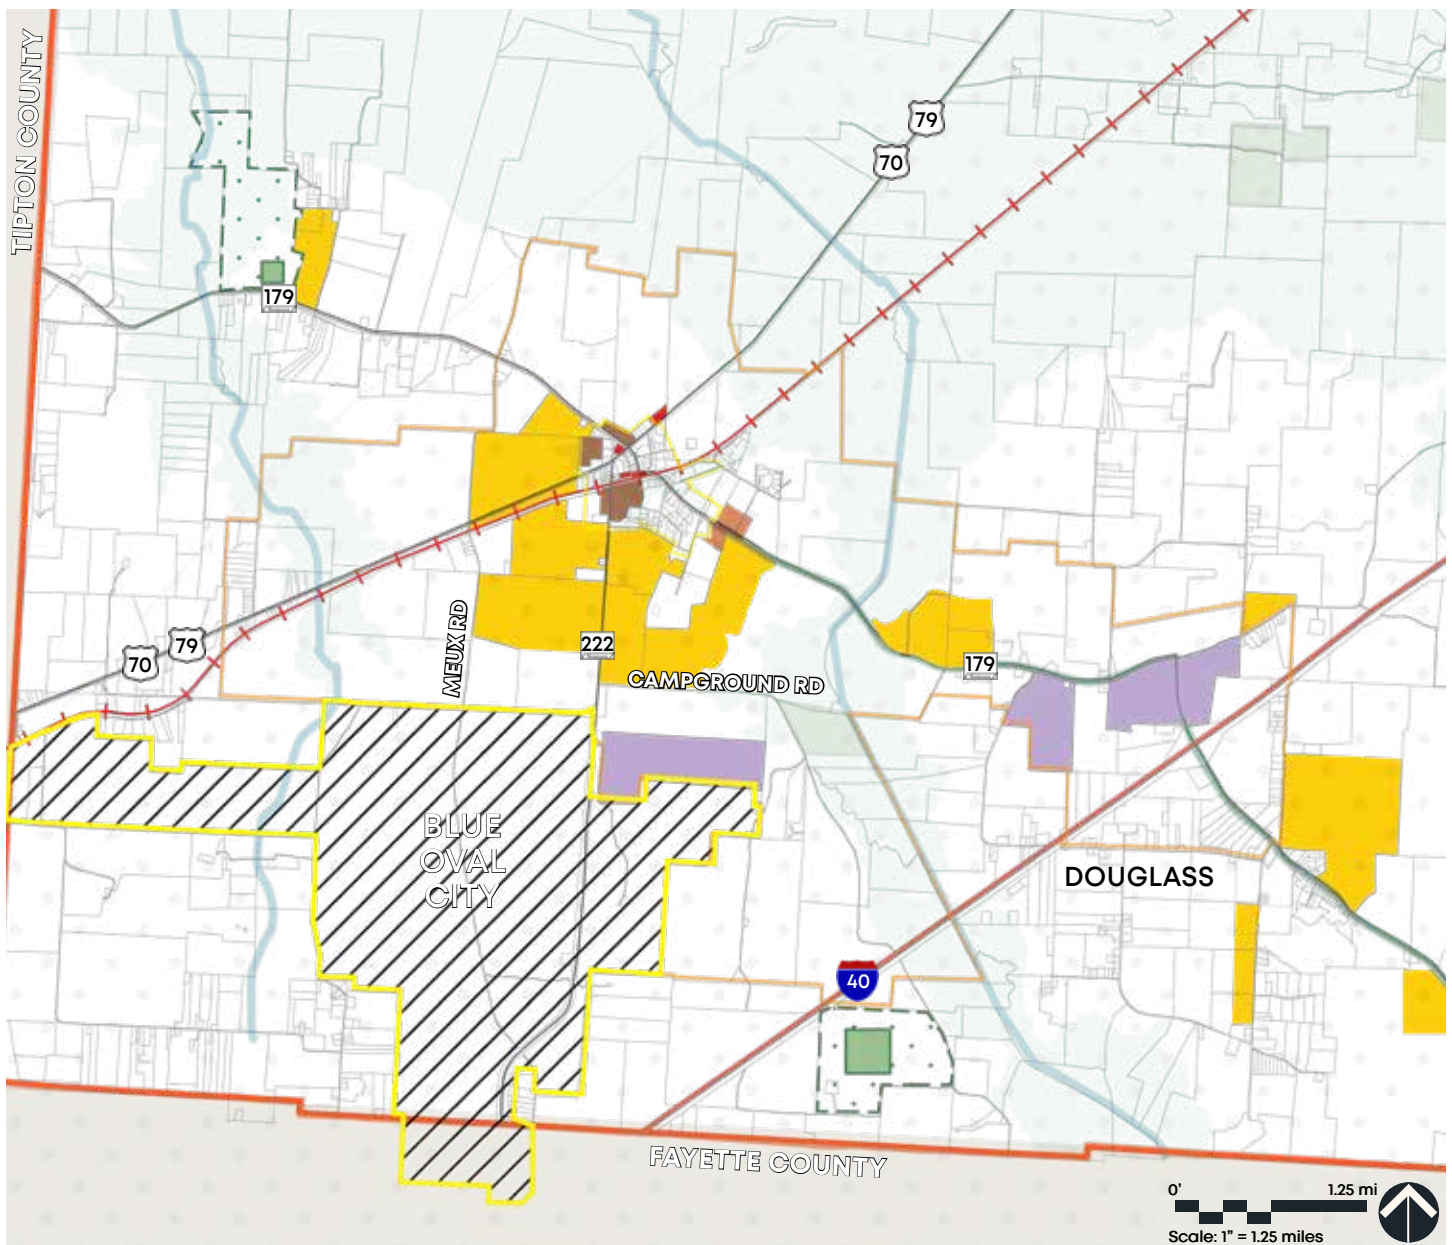 TIPTON COUNTY
79
70
179
79
70
MEUX RD
222
CAMPGROUND RD
179
BLUE
OVAL
CITY
DOUGLASS
40
FAYETTE COUNTY
0' 1.25 mi
Scale: 1" = 1.25 miles